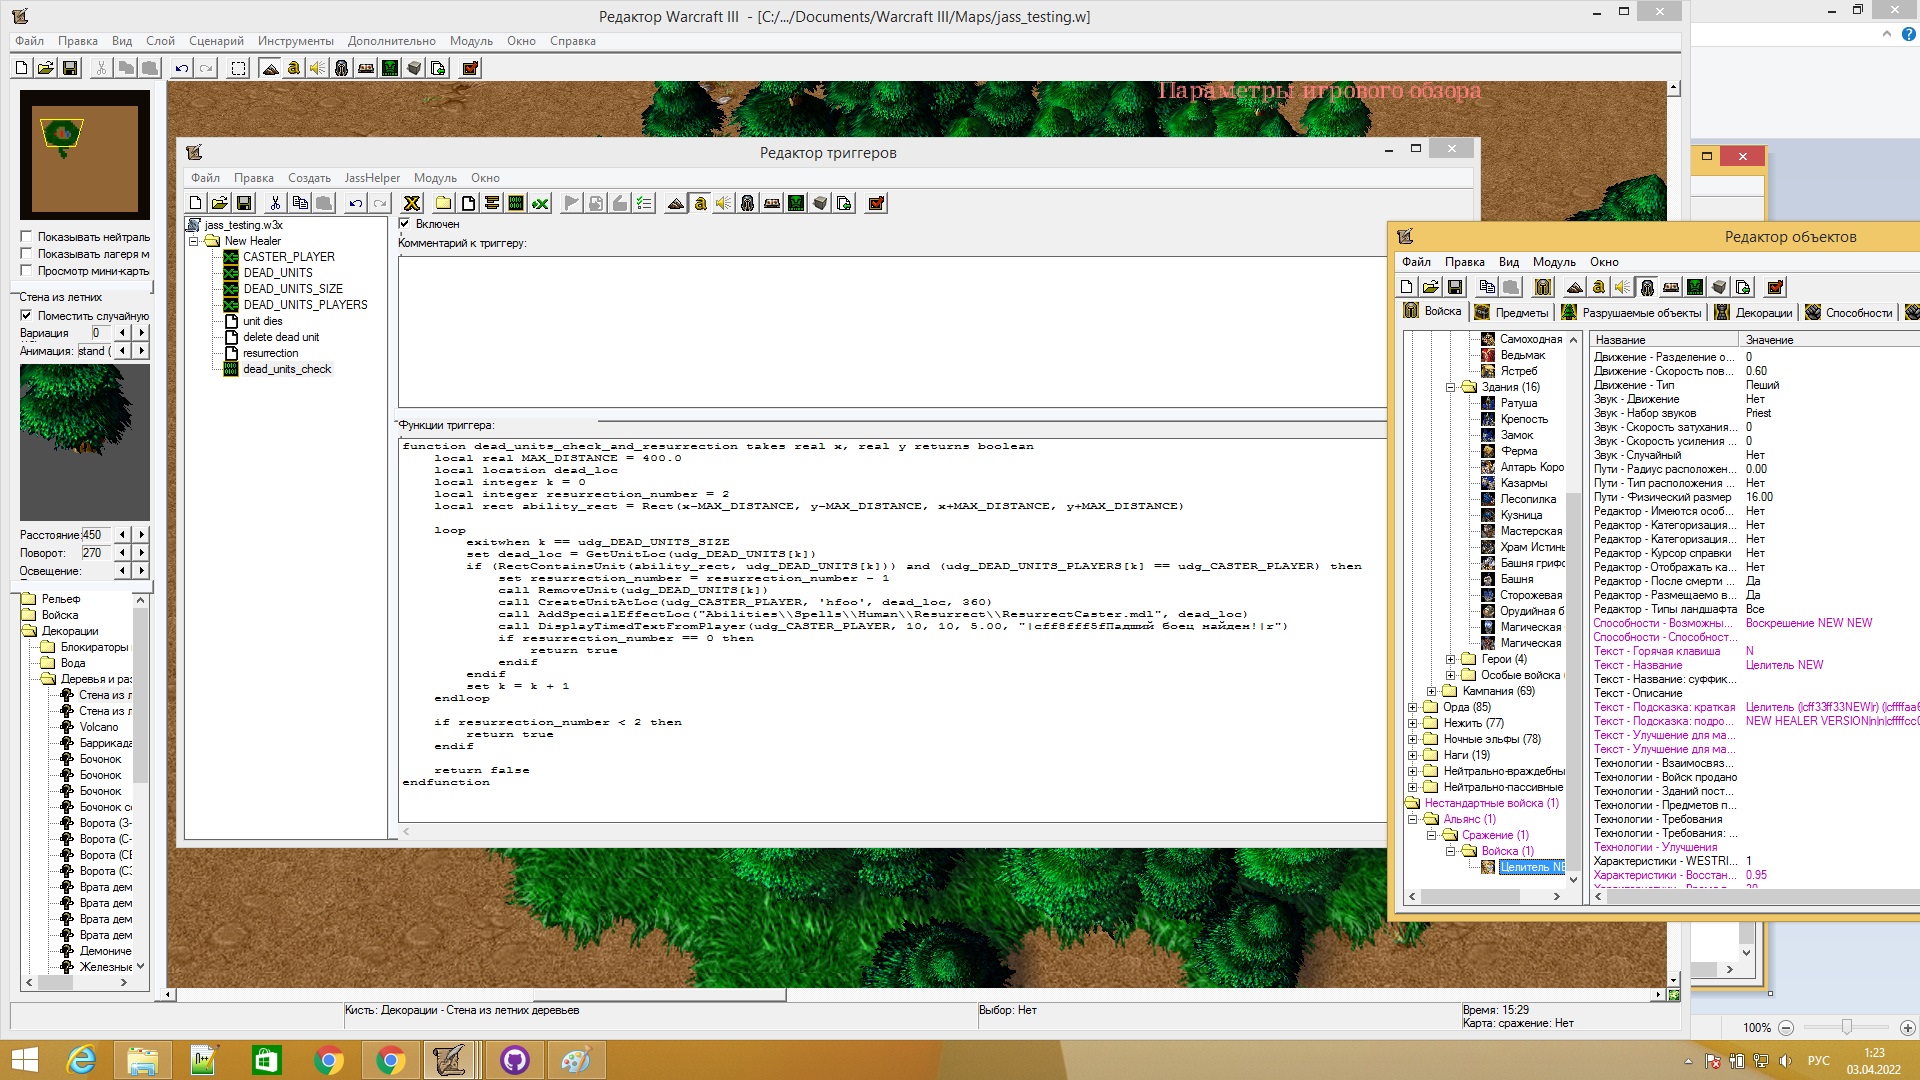 Редактор Warcraft III - [C:/.../Documents/Warcraft III/Maps/jass_testing.w]
Файл Правка Вид Слой Сценарий Инструменты Дополнительно Модуль Окно Справка
Параметры игрового обзора
Показывать нейтраль
Показывать лагеря м
Просмотр мини-карты
Стена из летних
Поместить случайную
Вариация 0
Анимация: stand (
Расстояние: 450
Поворот: 270
Освещение:
Рельеф
Войска
Декорации
Блокираторы
Вода
Деревья и раз
Стена из л
Стена из л
Volcano
Баррикада
Бочонок
Бочонок
Бочонок
Бочонок со
Ворота (З-
Ворота (С-
Ворота (СВ
Ворота (СЗ
Врата дем
Врата дем
Врата дем
Врата дем
Демониче
Железные
Редактор триггеров
Файл Правка Создать JassHelper Модуль Окно
jass_testing.w3x
New Healer
CASTER_PLAYER
DEAD_UNITS
DEAD_UNITS_SIZE
DEAD_UNITS_PLAYERS
unit dies
delete dead unit
resurrection
dead_units_check
Включен
Комментарий к триггеру:
Функции триггера:
function dead_units_check_and_resurrection takes real x, real y returns boolean
local real MAX_DISTANCE = 400.0
local location dead_loc
local integer k = 0
local integer resurrection_number = 2
local rect ability_rect = Rect(x-MAX_DISTANCE, y-MAX_DISTANCE, x+MAX_DISTANCE, y+MAX_DISTANCE)
loop
exitwhen k == udg_DEAD_UNITS_SIZE
set dead_loc = GetUnitLoc(udg_DEAD_UNITS[k])
if (RectContainsUnit(ability_rect, udg_DEAD_UNITS[k])) and (udg_DEAD_UNITS_PLAYERS[k] == udg_CASTER_PLAYER) then
set resurrection_number = resurrection_number - 1
call RemoveUnit(udg_DEAD_UNITS[k])
call CreateUnitAtLoc(udg_CASTER_PLAYER, 'hfoo', dead_loc, 360)
call AddSpecialEffectLoc("Abilities\\Spells\\Human\\Resurrect\\ResurrectCaster.mdl", dead_loc)
call DisplayTimedTextFromPlayer(udg_CASTER_PLAYER, 10, 10, 5.00, "|cff8fff5fПадший боец найден!|r")
if resurrection_number == 0 then
return true
endif
endif
set k = k + 1
endloop
if resurrection_number < 2 then
return true
endif
return false
endfunction
Редактор объектов
Файл Правка Вид Модуль Окно
Войска Предметы Разрушаемые объекты Декорации Способности
Самоходная
Ведьмак
Ястреб
Здания (16)
Ратуша
Крепость
Замок
Ферма
Алтарь Коро
Казармы
Лесопилка
Кузница
Мастерская
Храм Истины
Башня грифо
Башня
Сторожевая
Орудийная б
Магическая
Магическая
Герои (4)
Особые войска
Кампания (69)
Орда (85)
Нежить (77)
Ночные эльфы (78)
Наги (19)
Нейтрально-враждебны
Нейтрально-пассивные
Нестандартные войска (1)
Альянс (1)
Сражение (1)
Войска (1)
Целитель NE
Название Значение
Движение - Разделение о... 0
Движение - Скорость пов... 0.60
Движение - Тип Пеший
Звук - Движение Нет
Звук - Набор звуков Priest
Звук - Скорость затухания... 0
Звук - Скорость усиления ... 0
Звук - Случайный Нет
Пути - Радиус расположен... 0.00
Пути - Тип расположения ... Нет
Пути - Физический размер 16.00
Редактор - Имеются особ... Нет
Редактор - Категоризация... Нет
Редактор - Категоризация... Нет
Редактор - Курсор справки Нет
Редактор - Отображать ка... Нет
Редактор - После смерти ... Да
Редактор - Размещаемо в... Да
Редактор - Типы ландшафта Все
Способности - Возможны... Воскрешение NEW NEW
Способности - Способност...
Текст - Горячая клавиша N
Текст - Название Целитель NEW
Текст - Название: суффик...
Текст - Описание
Текст - Подсказка: краткая Целитель (|cff33ff33NEW|r) (|cffffaa6
Текст - Подсказка: подро... NEW HEALER VERSION|n|n|cffffcc0
Текст - Улучшение для ма...
Текст - Улучшение для ма...
Технологии - Взаимосвяз...
Технологии - Войск продано
Технологии - Зданий пост...
Технологии - Предметов п...
Технологии - Требования
Технологии - Требования: ...
Технологии - Улучшения
Характеристики - WESTRI... 1
Характеристики - Восстан... 0.95
Кисть: Декорации - Стена из летних деревьев
Выбор: Нет
Время: 15:29
Карта: сражение: Нет
100%
РУС
1:23
03.04.2022